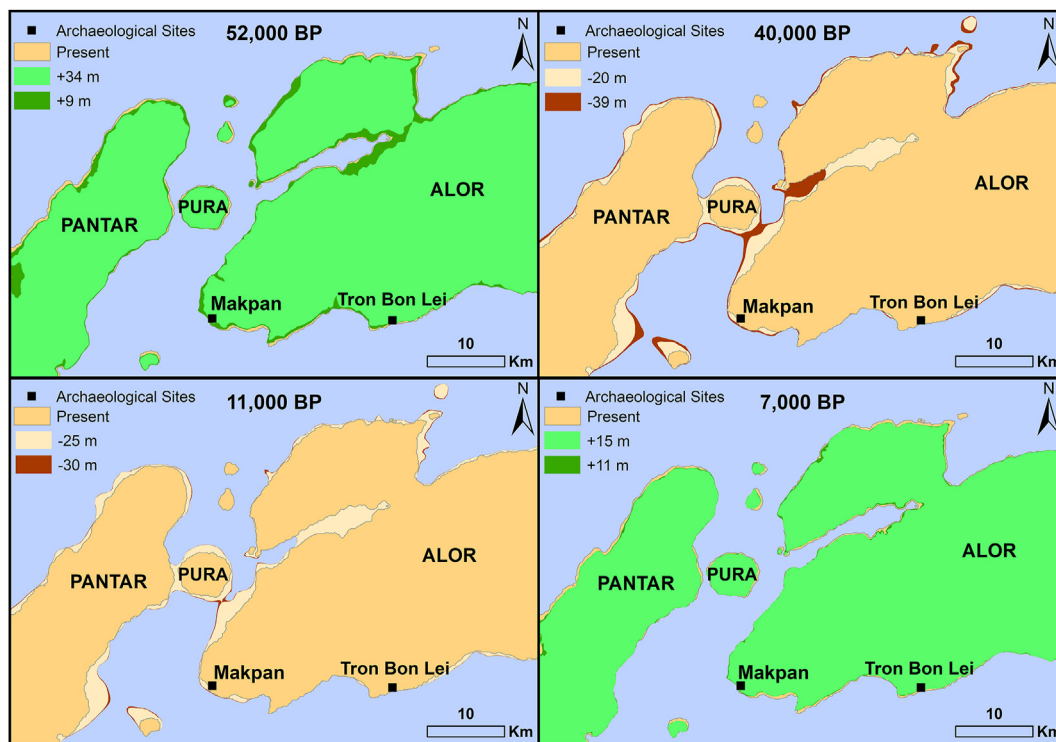 Archaeological Sites
52,000 BP
N
Present
+34 m
+9 m
ALOR
PURA
PANTAR
Makpan
Tron Bon Lei
10
Km
Archaeological Sites
40,000 BP
N
Present
-20 m
-39 m
ALOR
PURA
PANTAR
Makpan
Tron Bon Lei
10
Km
Archaeological Sites
11,000 BP
N
Present
-25 m
-30 m
ALOR
PURA
PANTAR
Makpan
Tron Bon Lei
10
Km
Archaeological Sites
7,000 BP
N
Present
+15 m
+11 m
ALOR
PURA
PANTAR
Makpan
Tron Bon Lei
10
Km